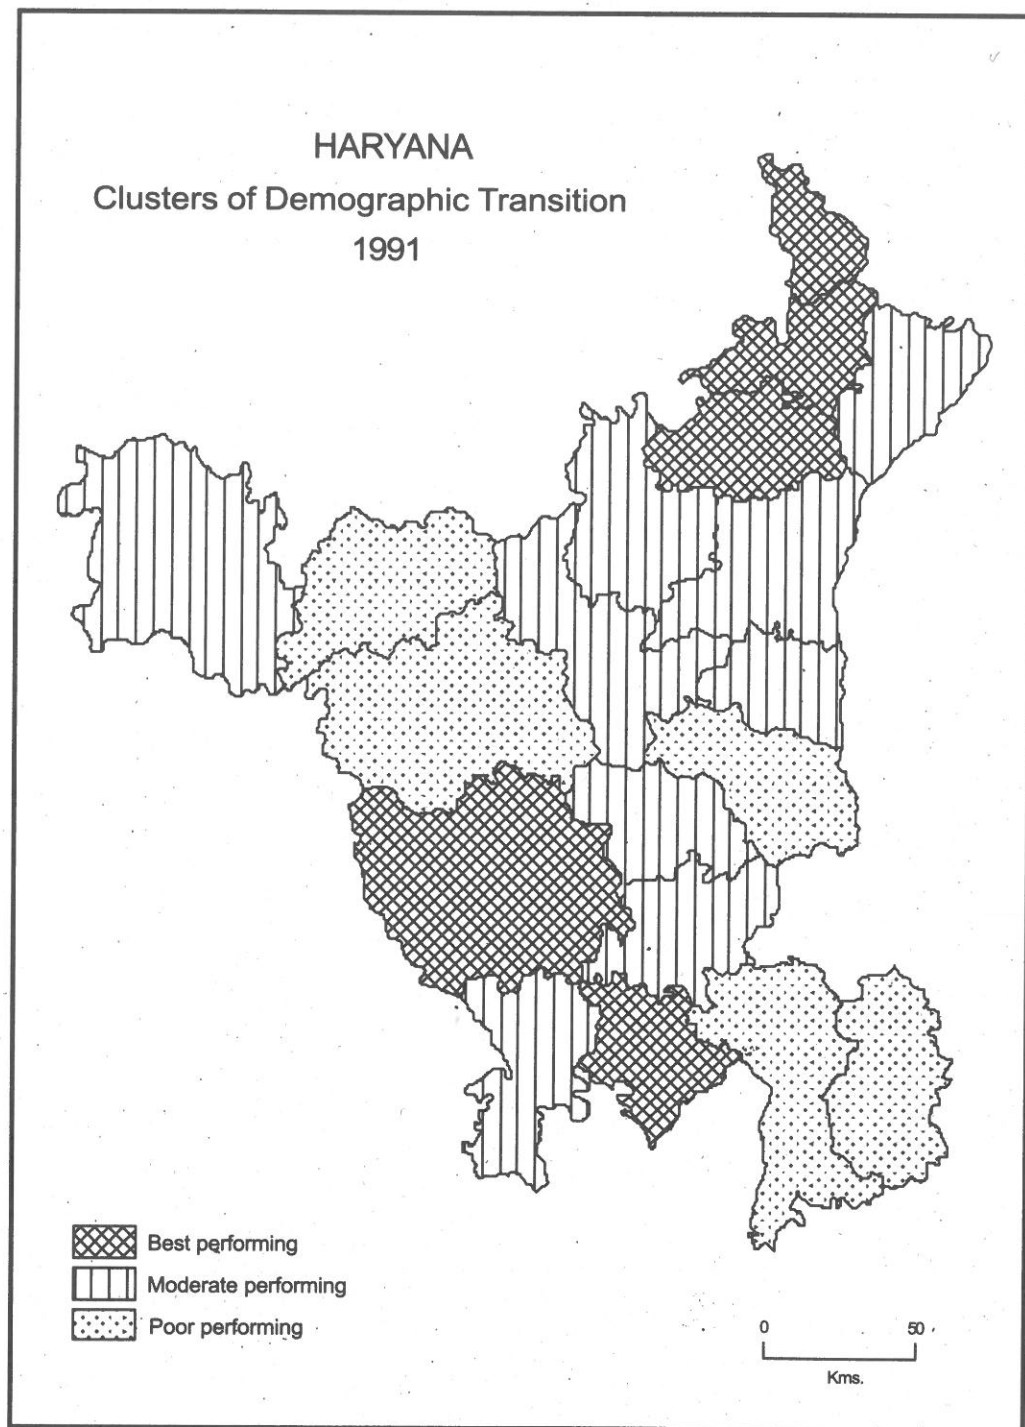 HARYANA
Clusters of Demographic Transition
1991
Best performing
Moderate performing
Poor performing
0 50
Kms.